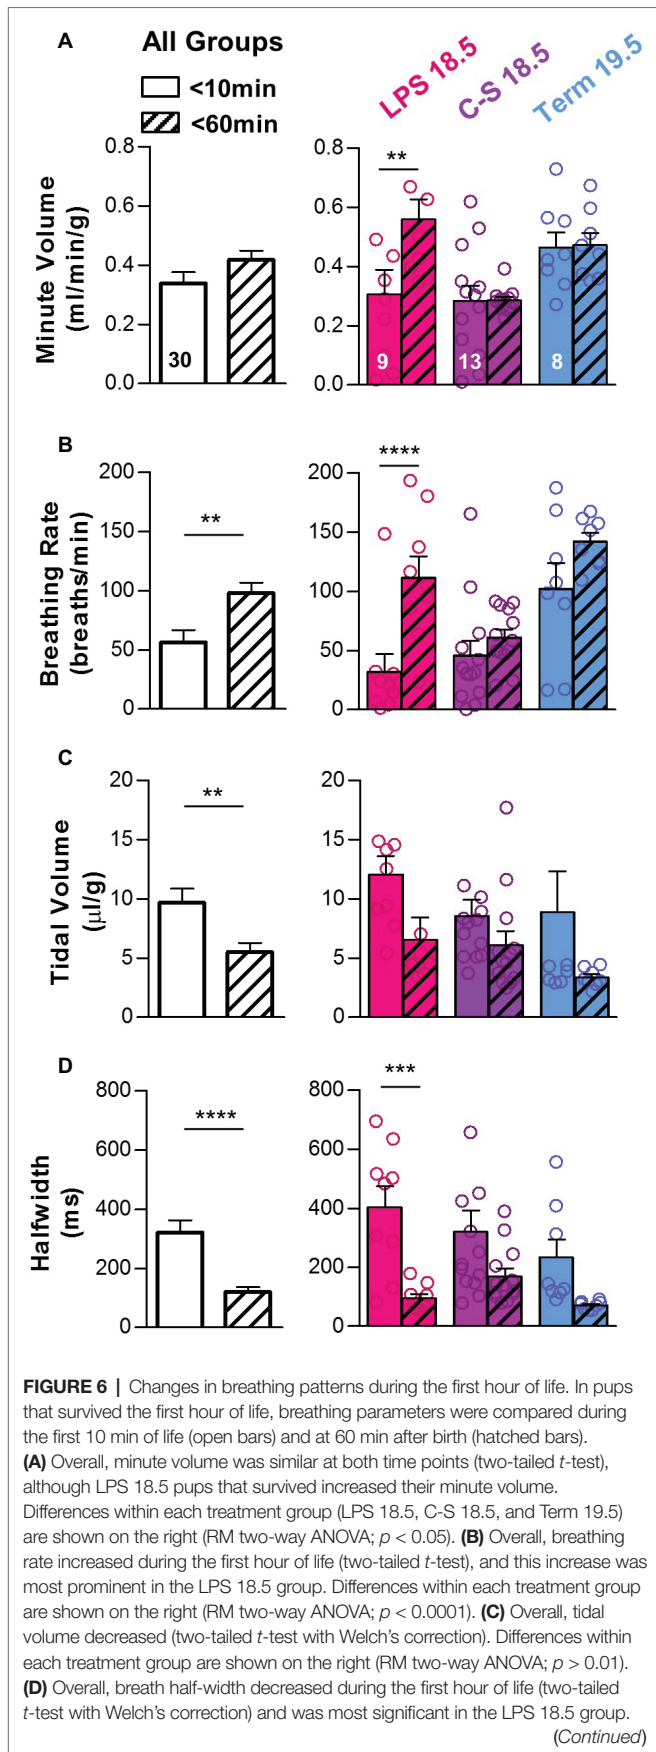 A
All Groups
<10min
<60min
LPS 18.5
C-S 18.5
Term 19.5
Minute Volume
(ml/min/g)
0.8
0.6
0.4
0.2
0.0
30
0.8
0.6
0.4
0.2
0.0
**
9
13
8
B
Breathing Rate
(breaths/min)
200
150
100
50
0
**
200
150
100
50
0
****
C
Tidal Volume
(µl/g)
20
15
10
5
0
**
20
15
10
5
0
D
Halfwidth
(ms)
800
600
400
200
0
****
800
600
400
200
0
***
FIGURE 6 | Changes in breathing patterns during the first hour of life. In pups
that survived the first hour of life, breathing parameters were compared during
the first 10 min of life (open bars) and at 60 min after birth (hatched bars).
(A) Overall, minute volume was similar at both time points (two-tailed t-test),
although LPS 18.5 pups that survived increased their minute volume.
Differences within each treatment group (LPS 18.5, C-S 18.5, and Term 19.5)
are shown on the right (RM two-way ANOVA; p < 0.05). (B) Overall, breathing
rate increased during the first hour of life (two-tailed t-test), and this increase was
most prominent in the LPS 18.5 group. Differences within each treatment group
are shown on the right (RM two-way ANOVA; p < 0.0001). (C) Overall, tidal
volume decreased (two-tailed t-test with Welch's correction). Differences within
each treatment group are shown on the right (RM two-way ANOVA; p > 0.01).
(D) Overall, breath half-width decreased during the first hour of life (two-tailed
t-test with Welch's correction) and was most significant in the LPS 18.5 group.
(Continued)